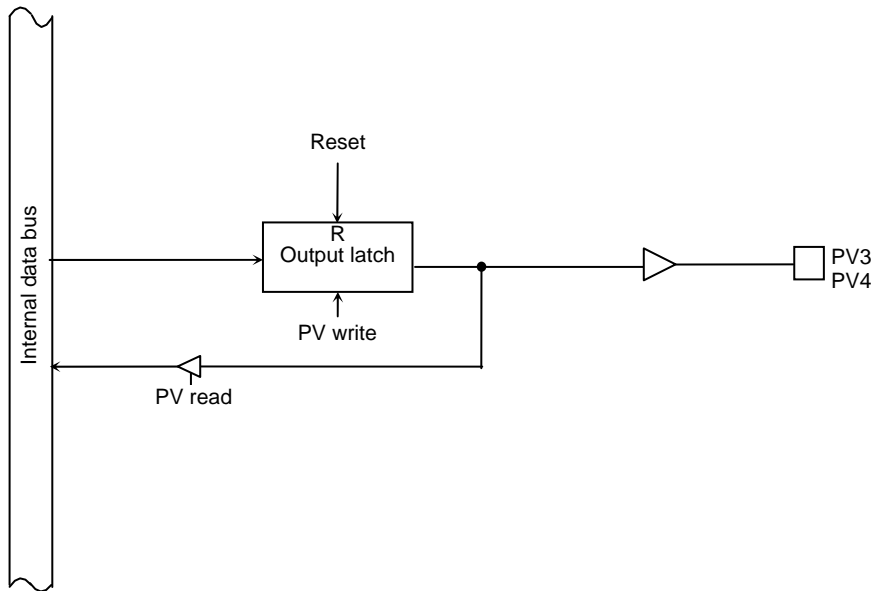 Reset
Internal data bus
R
Output latch
PV3
PV4
PV write
PV read